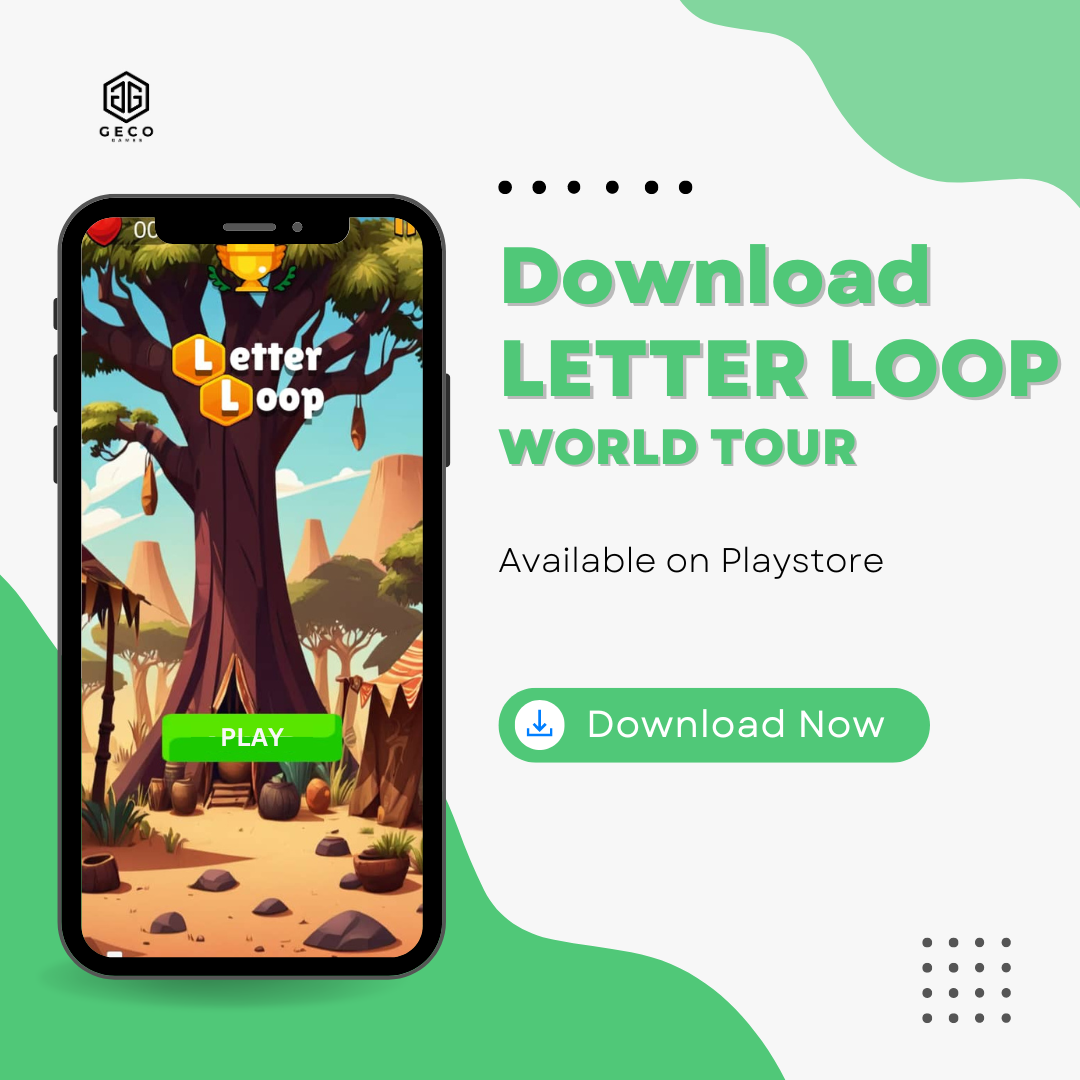 GECO
GAMES
00
Letter
Loop
PLAY
Download
LETTER LOOP
WORLD TOUR
Available on Playstore
Download Now